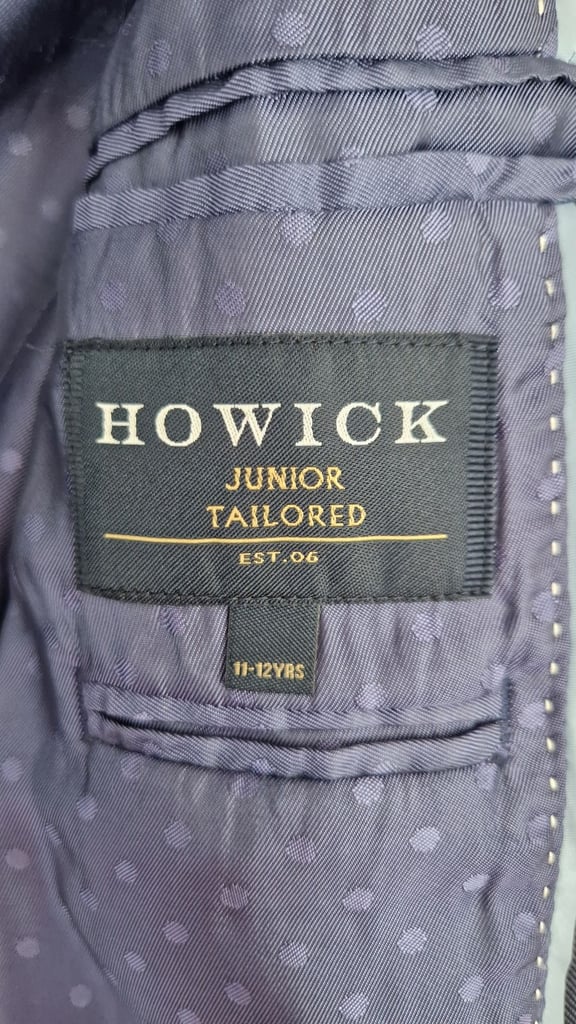 HOWICK
JUNIOR
TAILORED
EST.06
11-12YRS